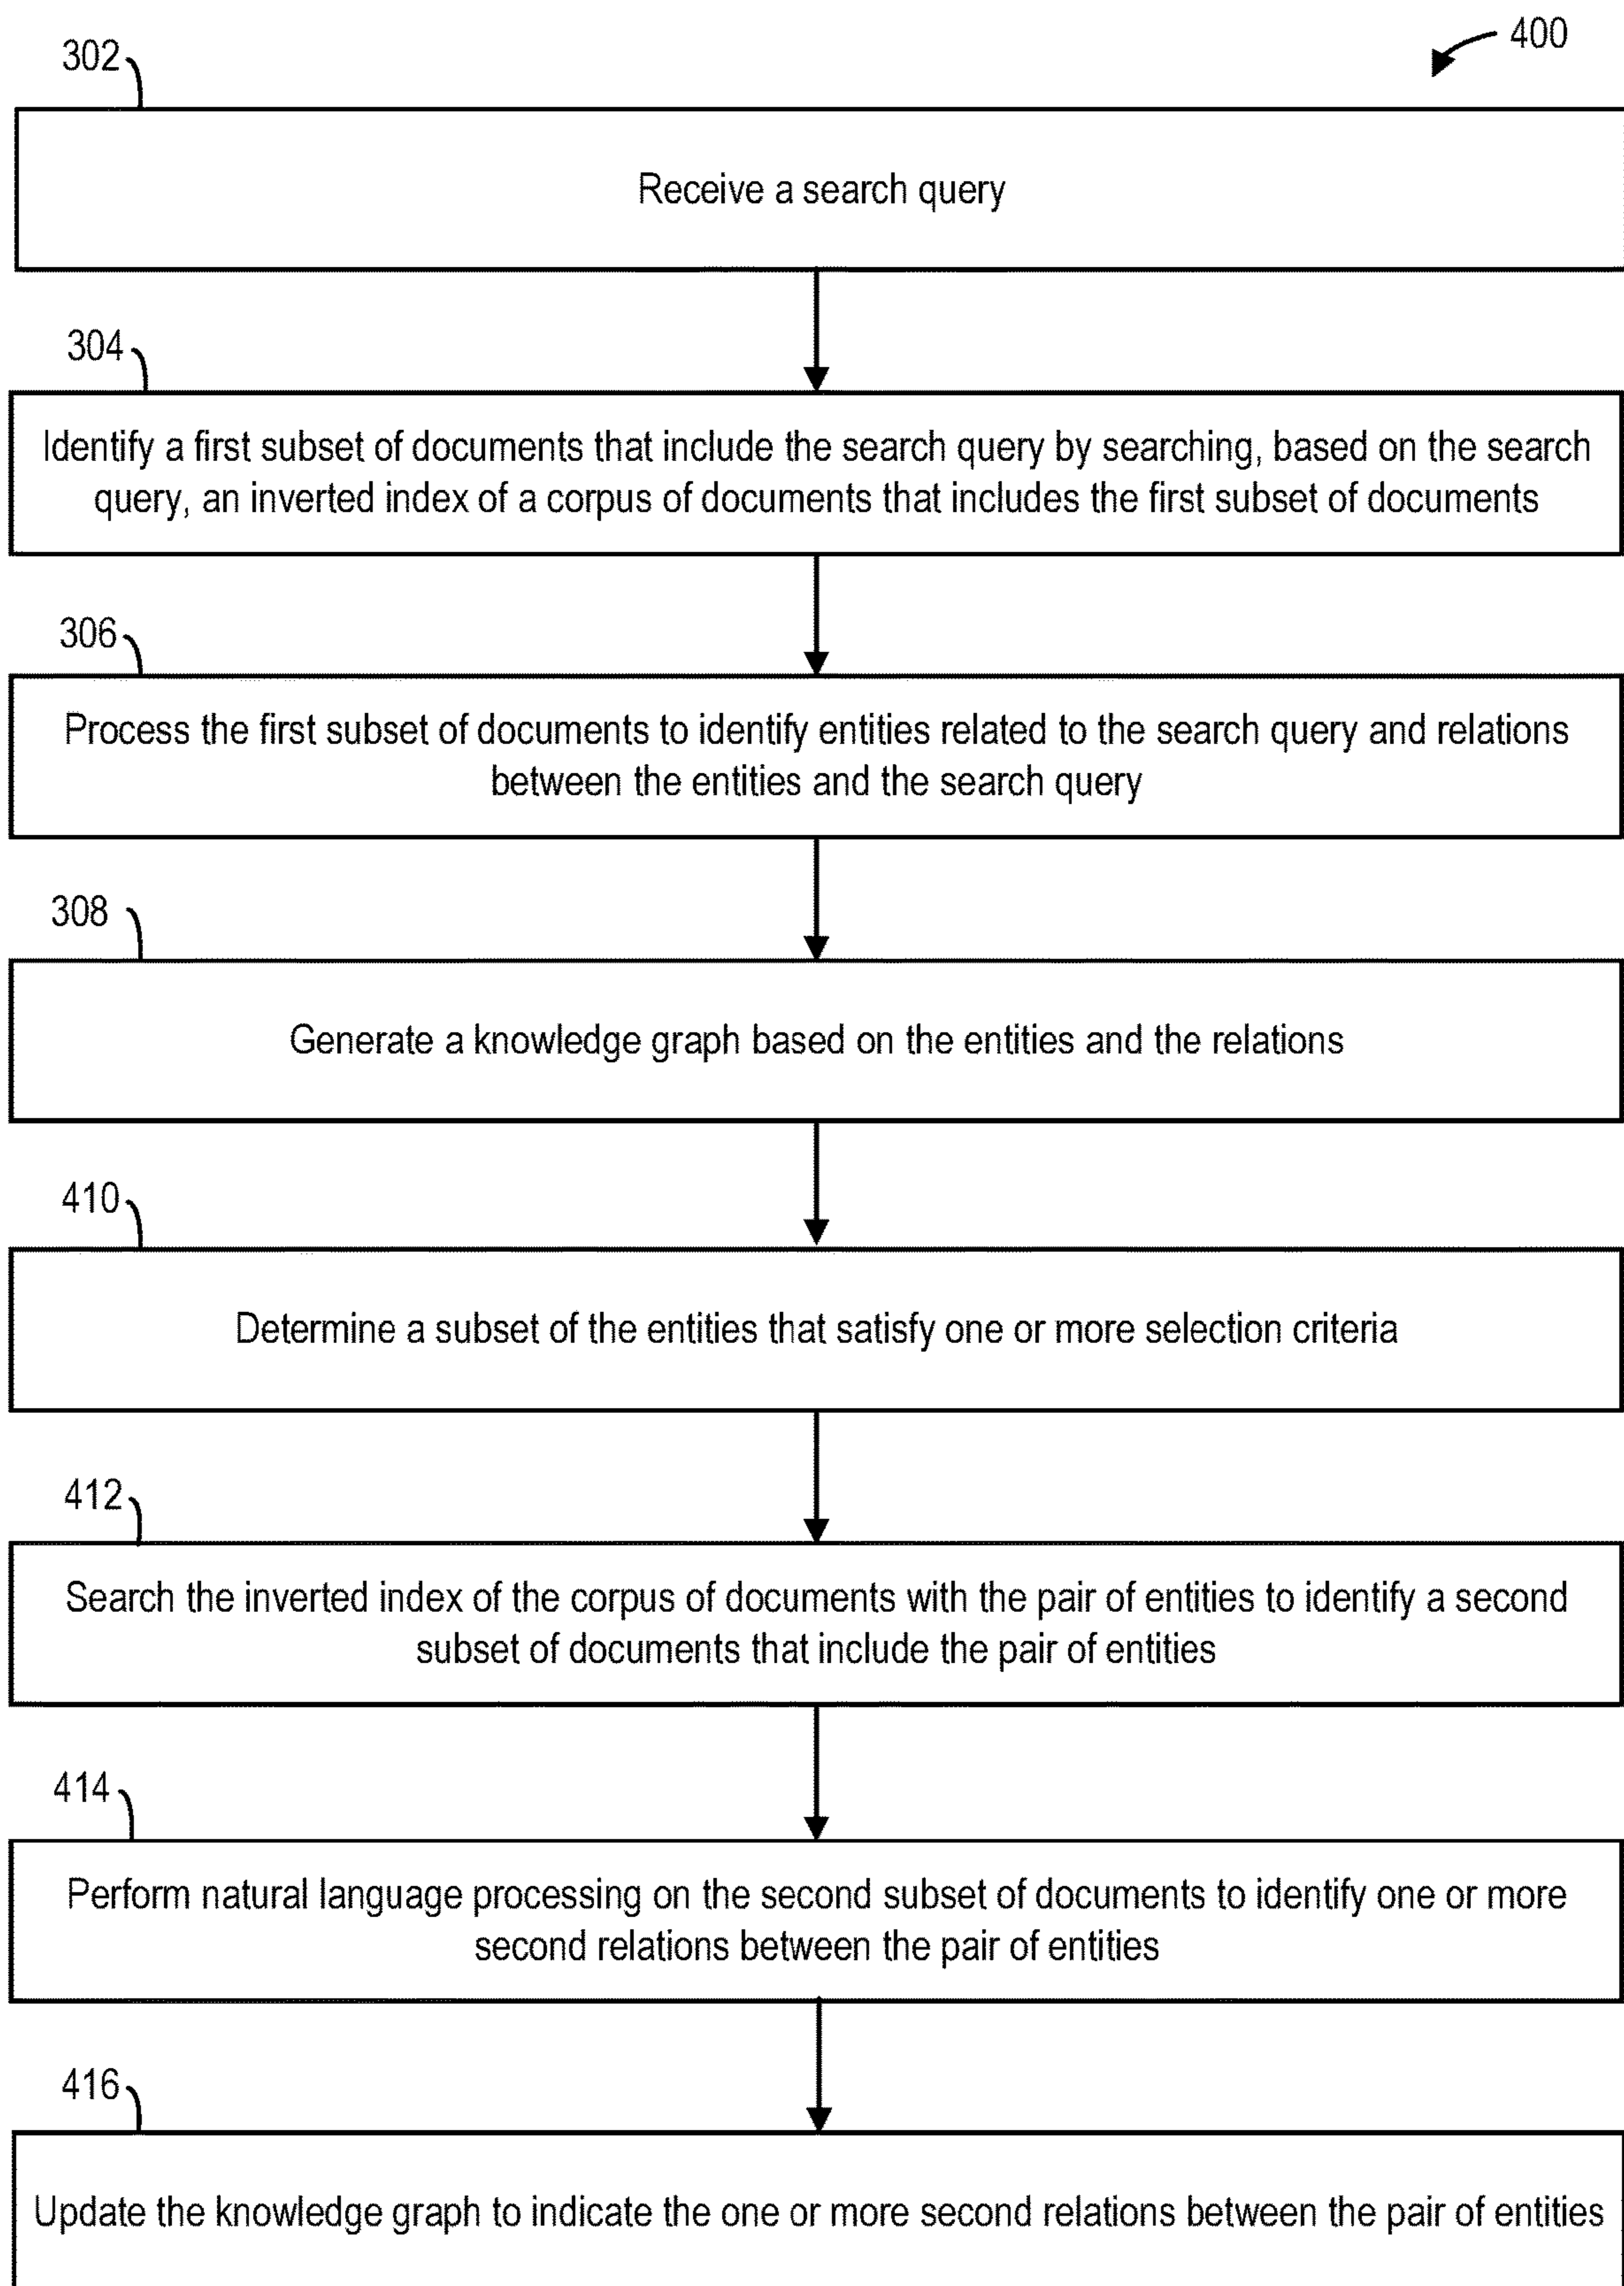 400
302
Receive a search query
304
Identify a first subset of documents that include the search query by searching, based on the search
query, an inverted index of a corpus of documents that includes the first subset of documents
306
Process the first subset of documents to identify entities related to the search query and relations
between the entities and the search query
308
Generate a knowledge graph based on the entities and the relations
410
Determine a subset of the entities that satisfy one or more selection criteria
412
Search the inverted index of the corpus of documents with the pair of entities to identify a second
subset of documents that include the pair of entities
414
Perform natural language processing on the second subset of documents to identify one or more
second relations between the pair of entities
416
Update the knowledge graph to indicate the one or more second relations between the pair of entities